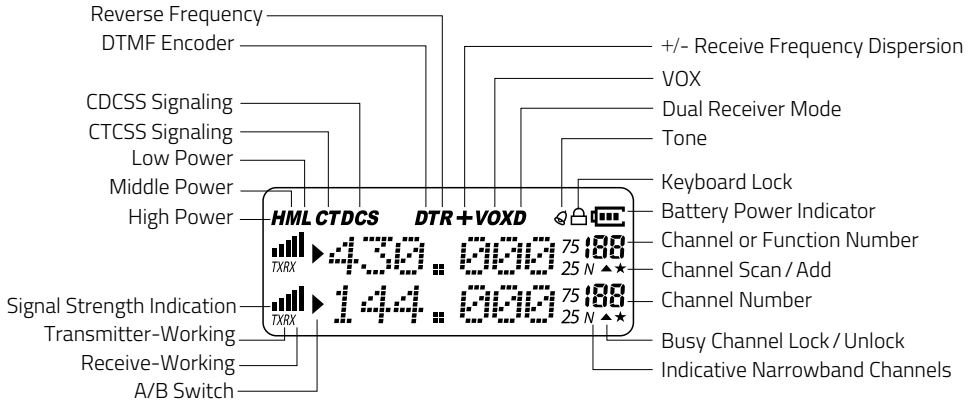 Reverse Frequency
DTMF Encoder
CDCSS Signaling
CTCSS Signaling
Low Power
Middle Power
High Power
Signal Strength Indication
Transmitter-Working
Receive-Working
A/B Switch
+/- Receive Frequency Dispersion
VOX
Dual Receiver Mode
Tone
Keyboard Lock
Battery Power Indicator
Channel or Function Number
Channel Scan / Add
Channel Number
Busy Channel Lock / Unlock
Indicative Narrowband Channels
HML CTDCS DTR +VOXD
TXRX 430.000 75 188
25 N
TXRX 144.000 75 188
25 N